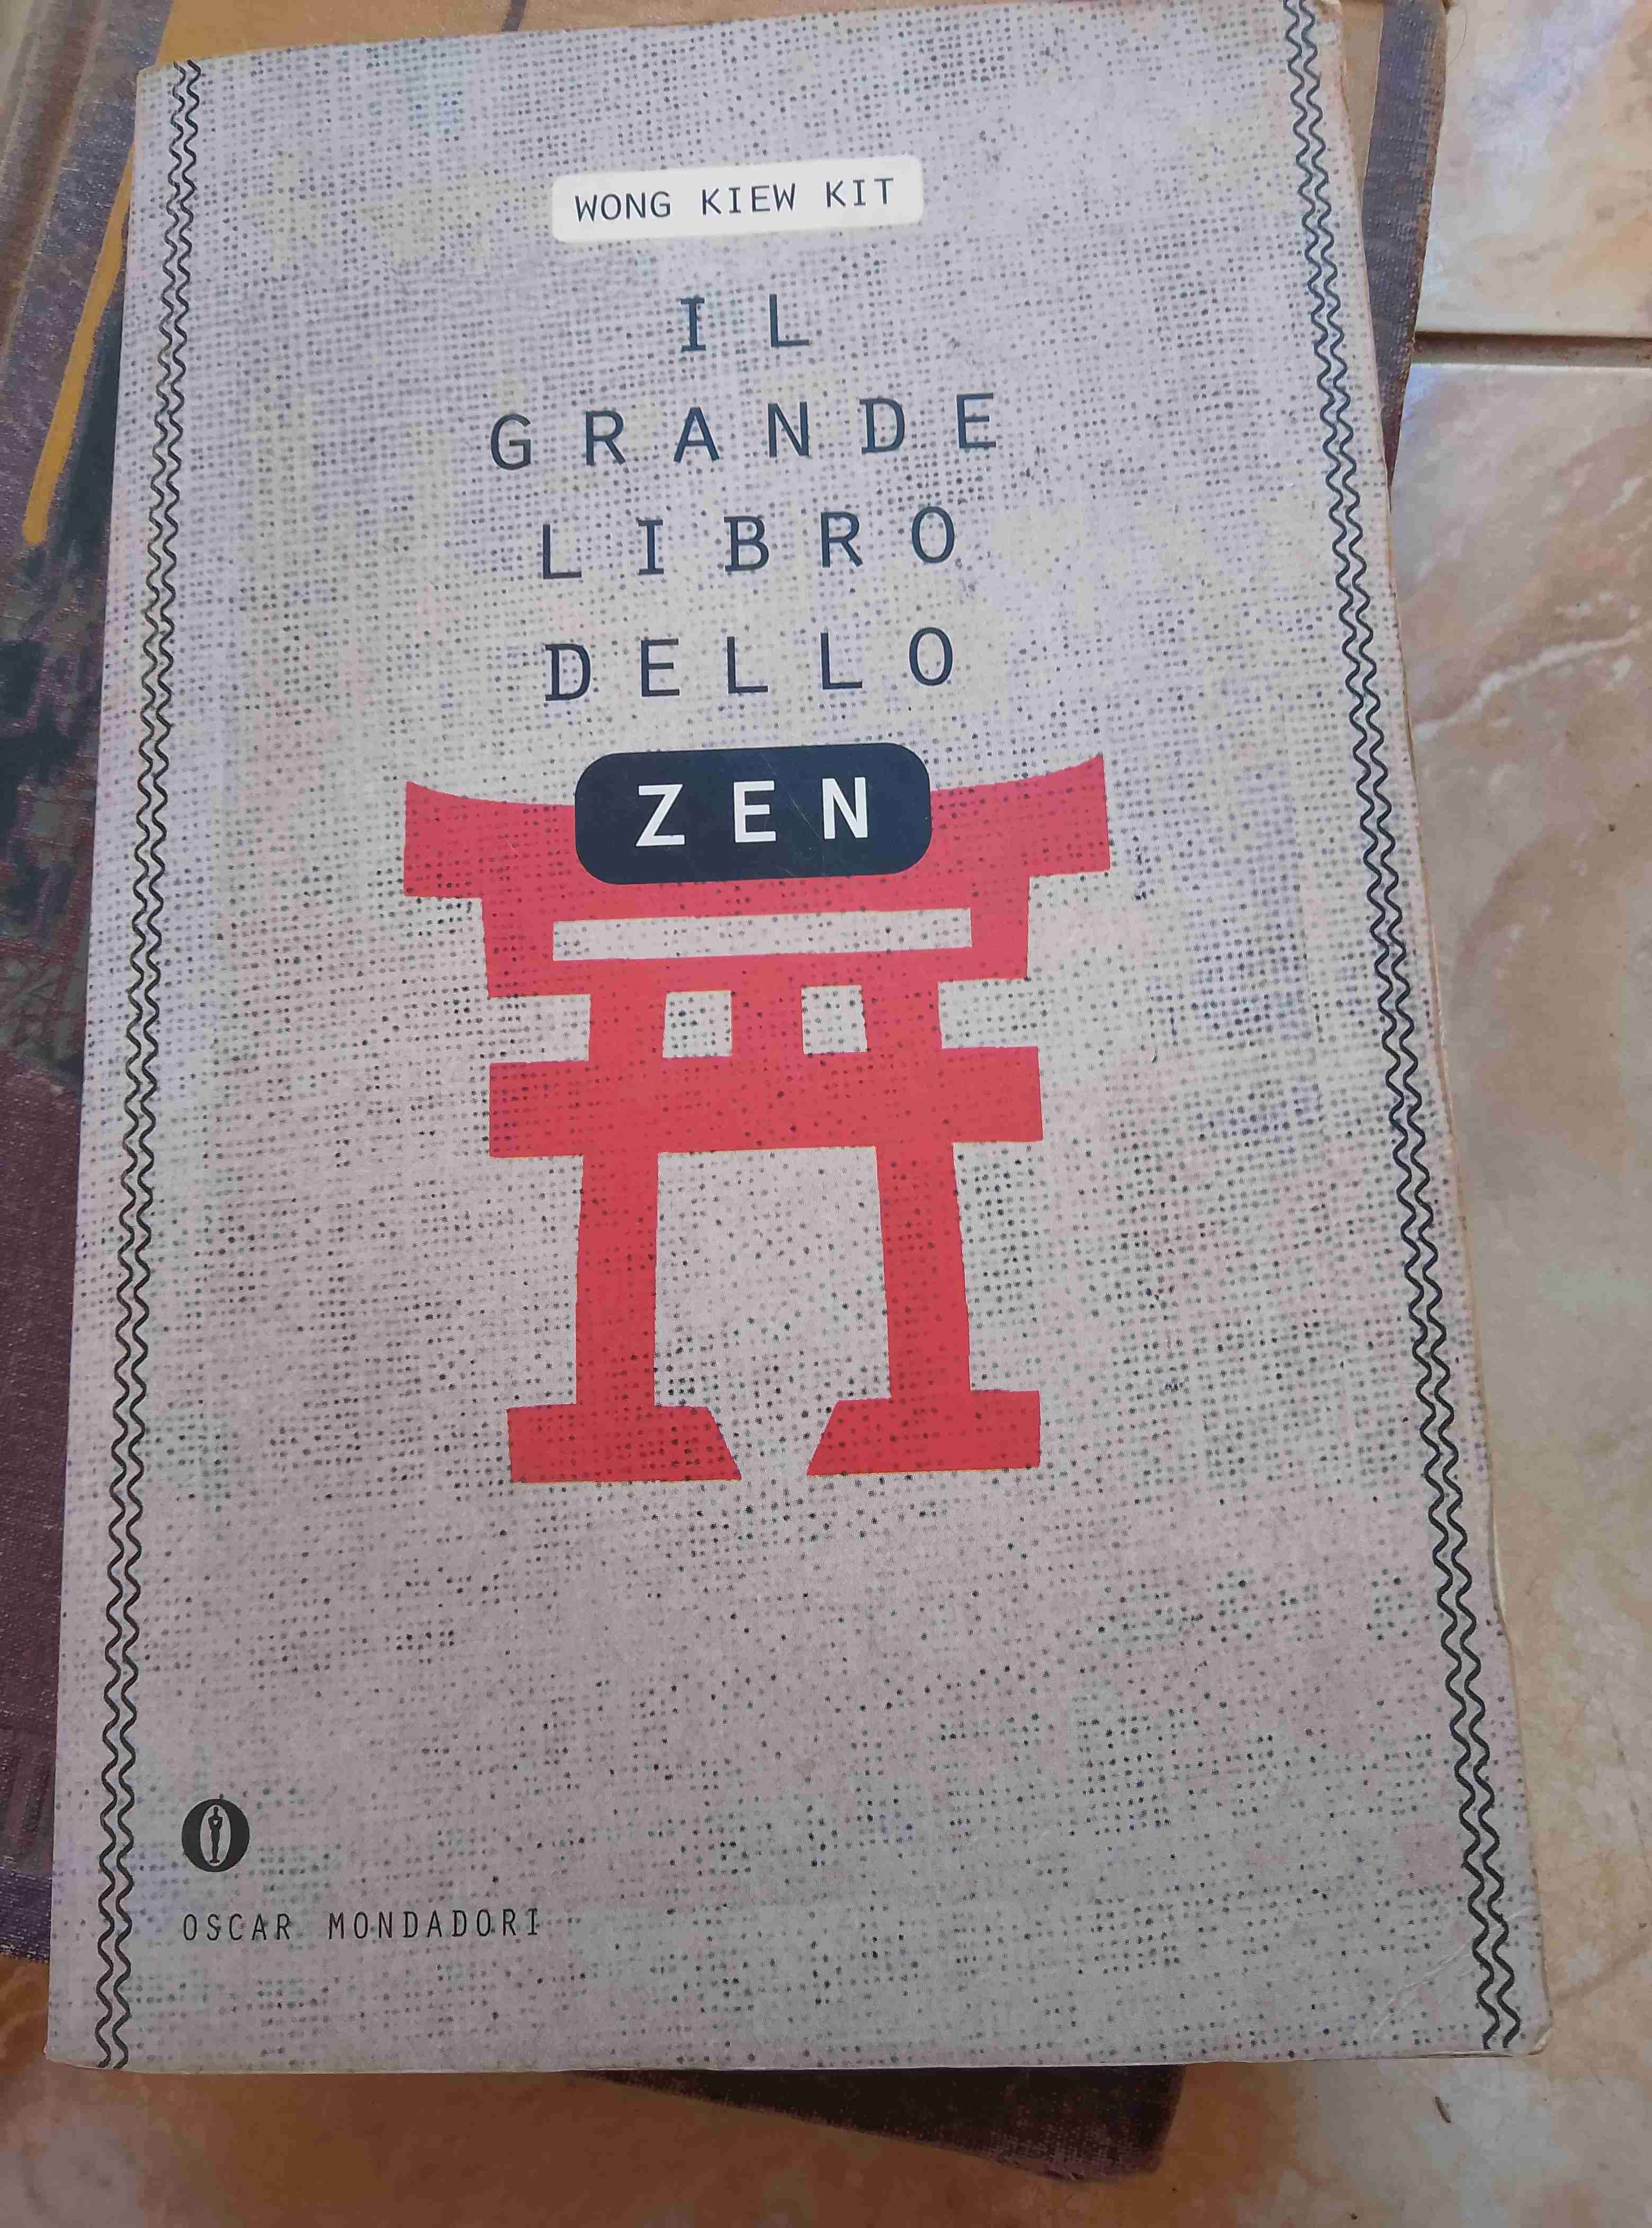 WONG KIEW KIT
IL
GRANDE
LIBRO
DELLO
ZEN
OSCAR MONDADORI